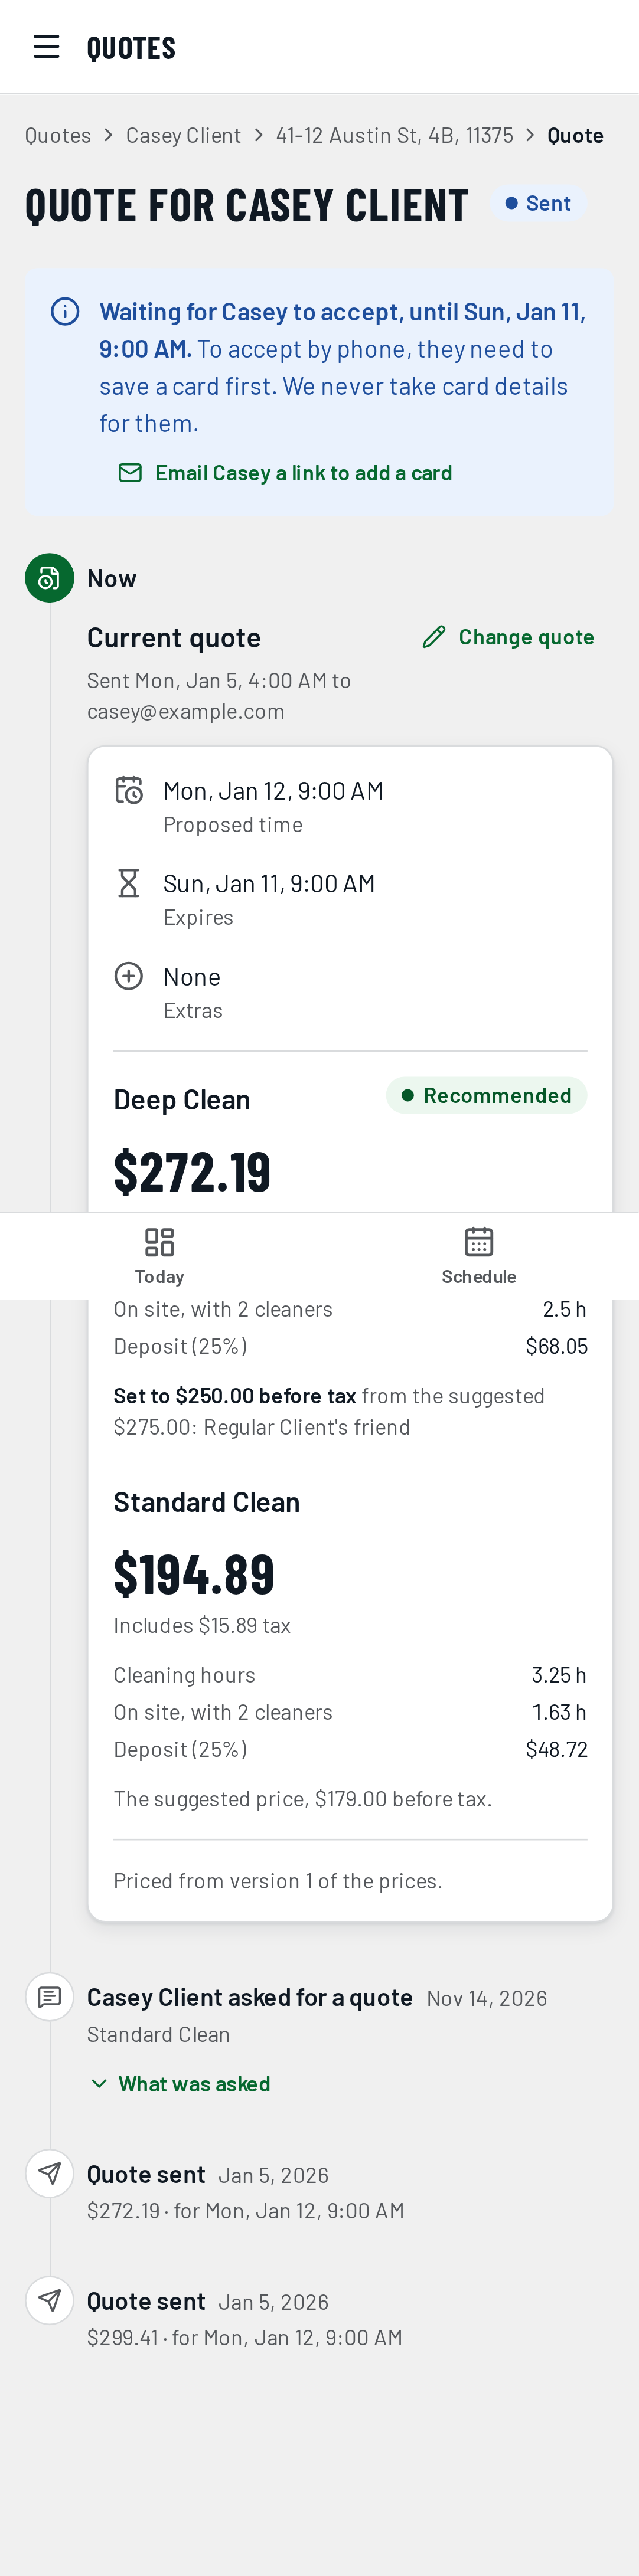 QUOTES
Quotes > Casey Client > 41-12 Austin St, 4B, 11375 > Quote
QUOTE FOR CASEY CLIENT
Sent
Waiting for Casey to accept, until Sun, Jan 11,
9:00 AM. To accept by phone, they need to
save a card first. We never take card details
for them.
Email Casey a link to add a card
Now
Current quote
Change quote
Sent Mon, Jan 5, 4:00 AM to
casey@example.com
Mon, Jan 12, 9:00 AM
Proposed time
Sun, Jan 11, 9:00 AM
Expires
None
Extras
Deep Clean
Recommended
$272.19
Today
Schedule
On site, with 2 cleaners 2.5 h
Deposit (25%) $68.05
Set to $250.00 before tax from the suggested
$275.00: Regular Client's friend
Standard Clean
$194.89
Includes $15.89 tax
Cleaning hours 3.25 h
On site, with 2 cleaners 1.63 h
Deposit (25%) $48.72
The suggested price, $179.00 before tax.
Priced from version 1 of the prices.
Casey Client asked for a quote Nov 14, 2026
Standard Clean
What was asked
Quote sent Jan 5, 2026
$272.19 · for Mon, Jan 12, 9:00 AM
Quote sent Jan 5, 2026
$299.41 · for Mon, Jan 12, 9:00 AM